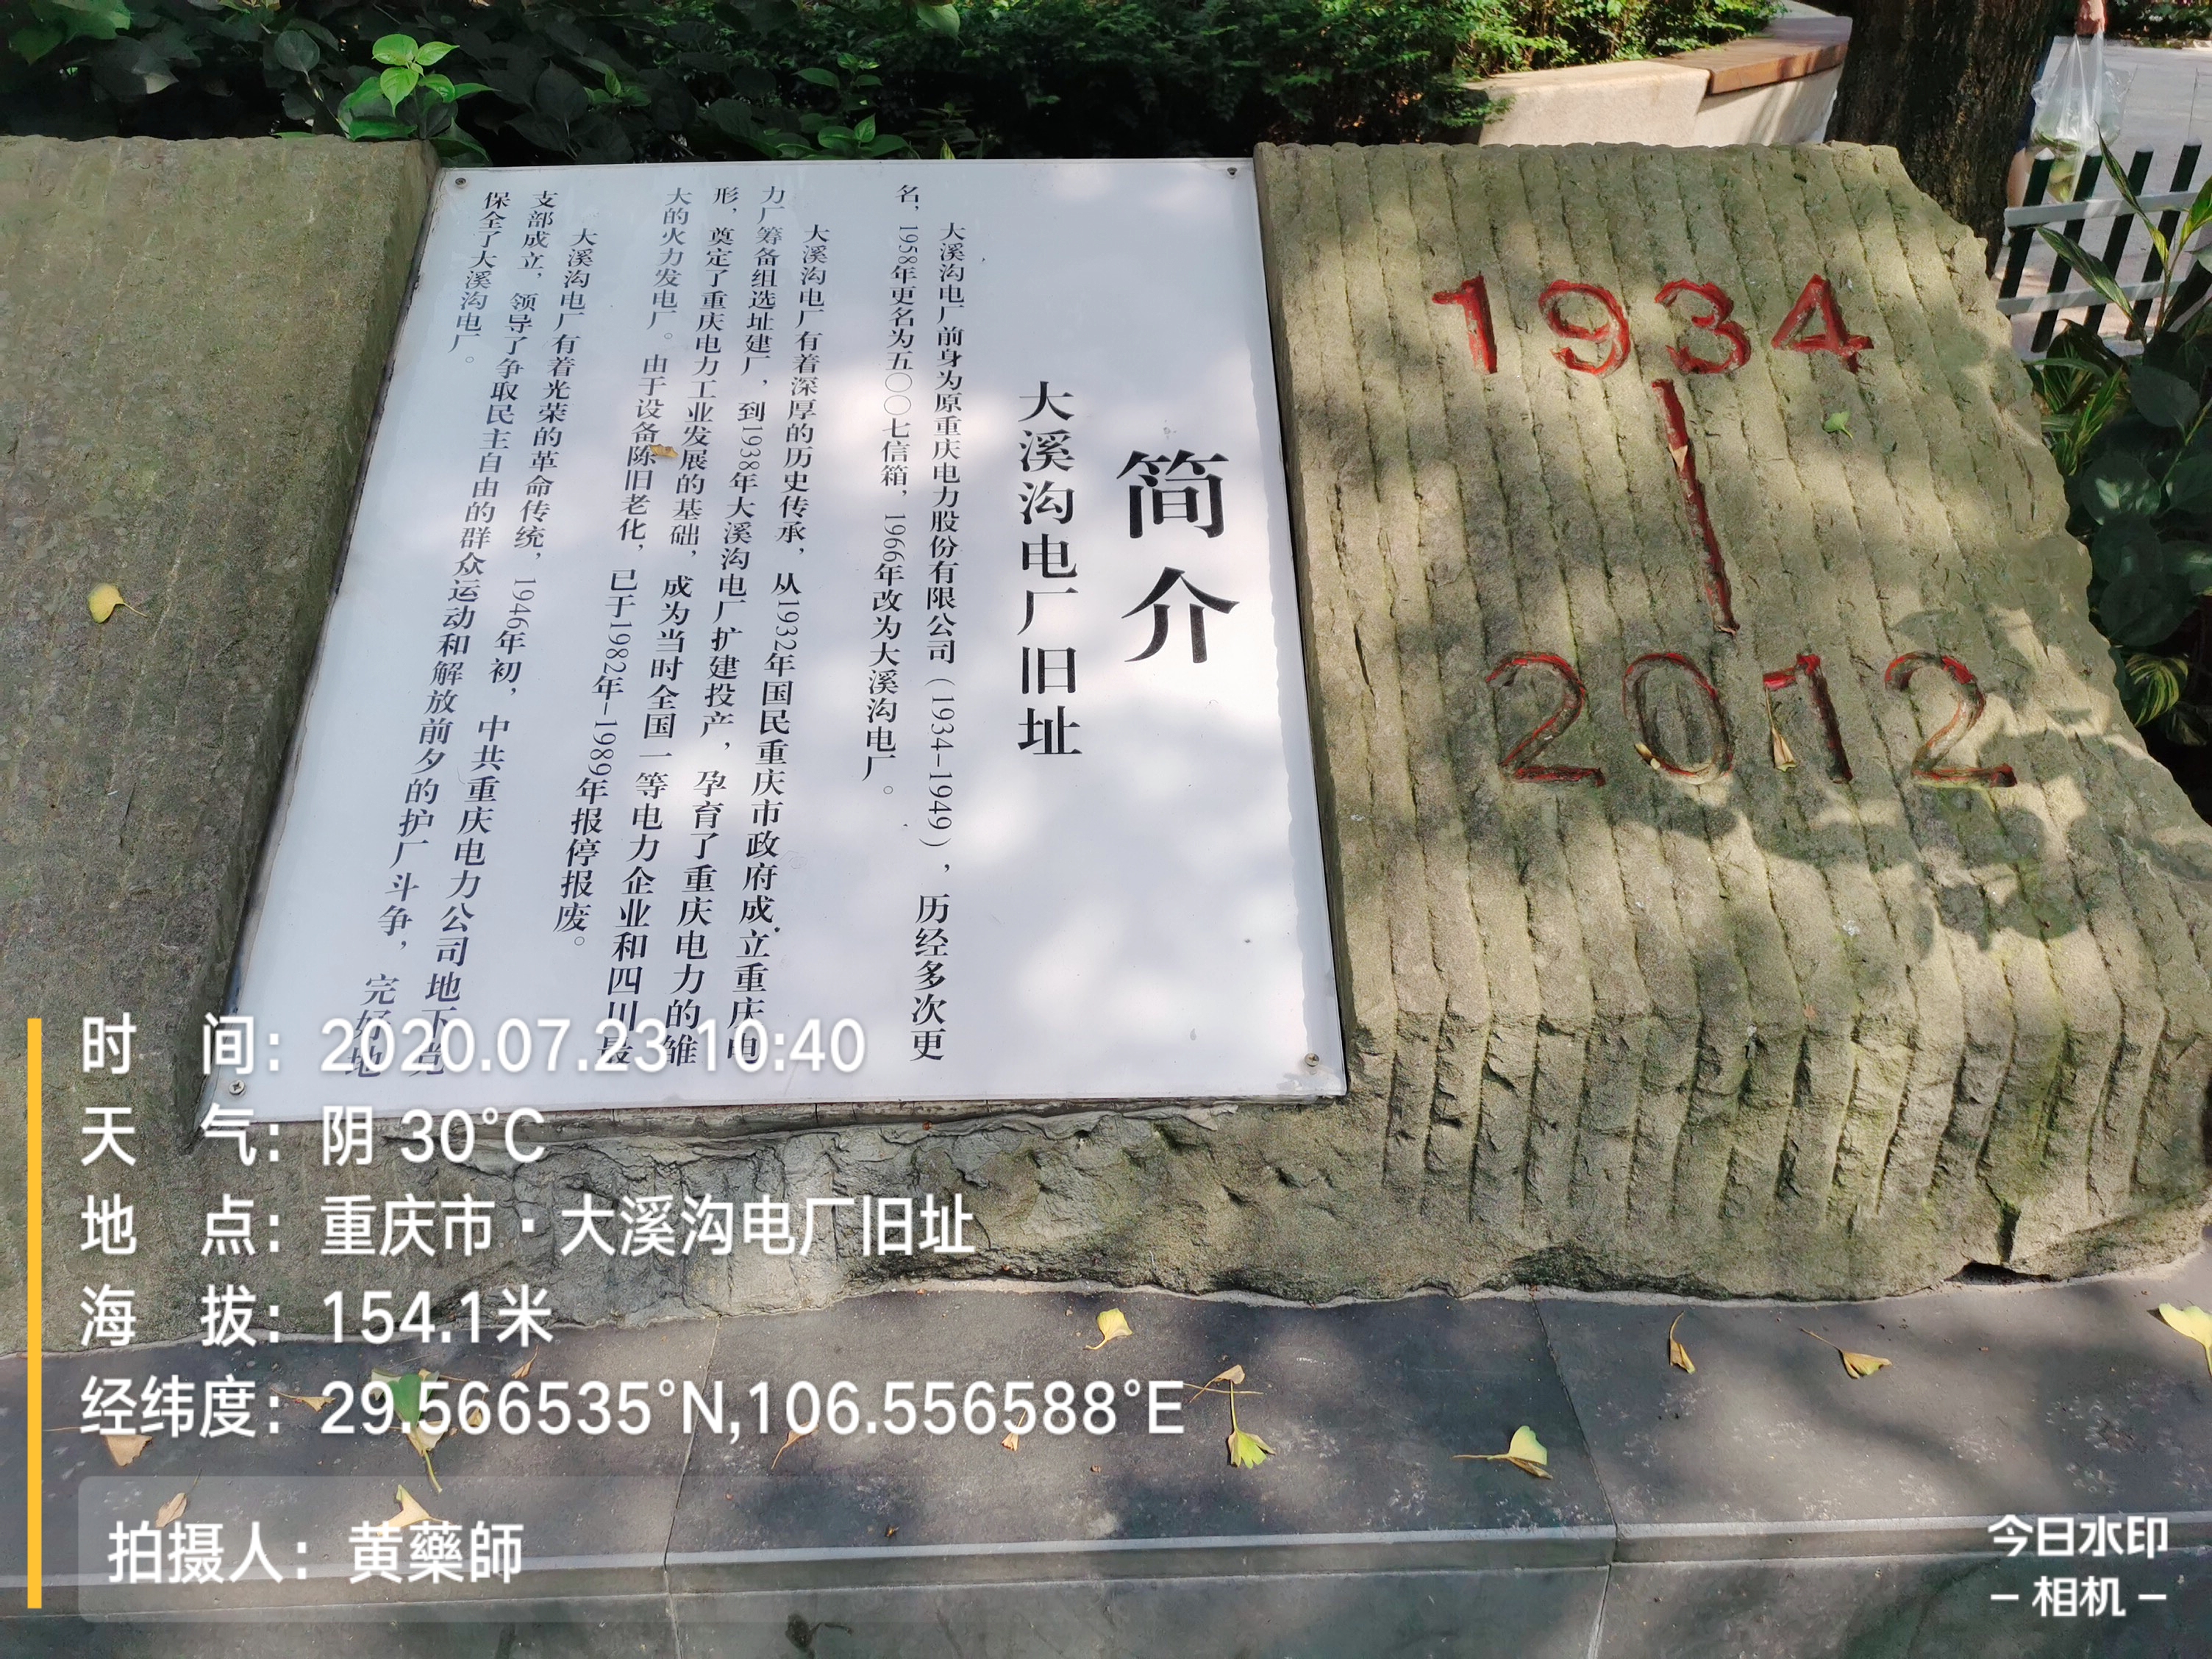 简介
大溪沟电厂旧址
大溪沟电厂前身为原重庆电力股份有限公司（1934-1949），历经多次更
名，1958年更名为五〇〇七信箱，1966年改为大溪沟电厂。
大溪沟电厂有着深厚的历史传承，从1932年国民重庆市政府成立重庆电
力厂筹备组选址建厂，到1938年大溪沟电厂扩建投产，孕育了重庆电力的雏
形，奠定了重庆电力工业发展的基础，成为当时全国一等电力企业和四川最
大的火力发电厂。由于设备陈旧老化，已于1982年-1989年报停报废。
大溪沟电厂有着光荣的革命传统，1946年初，中共重庆电力公司地下党
支部成立，领导了争取民主自由的群众运动和解放前夕的护厂斗争，完好地
保全了大溪沟电厂。
1934
2012
时间：2020.07.23 10:40
天气：阴 30℃
地点：重庆市·大溪沟电厂旧址
海拔：154.1米
经纬度：29.566535°N,106.556588°E
拍摄人：黄藥師
今日水印
-相机-